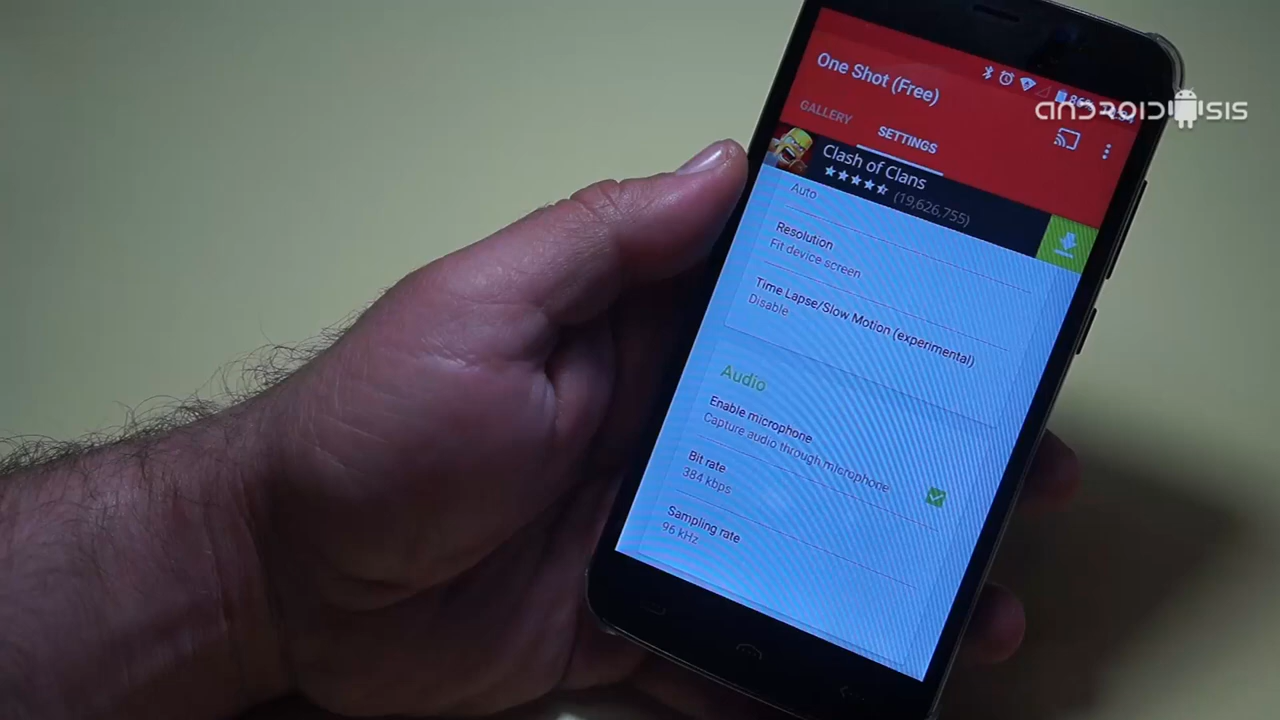 One Shot (Free)
86%
ANDROIDSIS
GALLERY
SETTINGS
Clash of Clans
(19,626,755)
Auto
Resolution
Fit device screen
Time Lapse/Slow Motion (experimental)
Disable
Audio
Enable microphone
Capture audio through microphone
Bit rate
384 kbps
Sampling rate
96 kHz